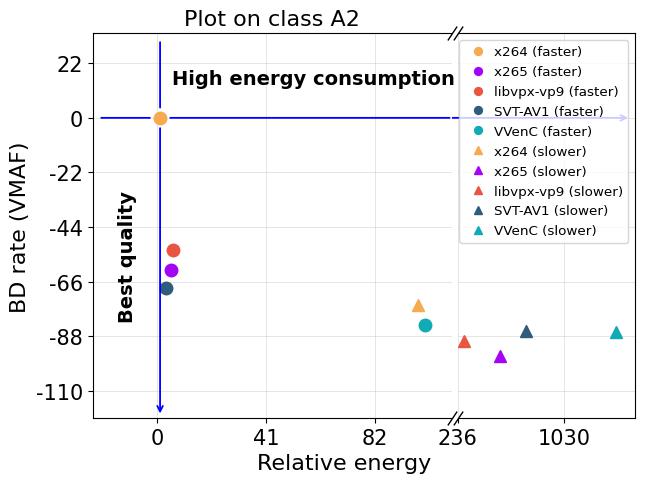 Plot on class A2
High energy consumption
Best quality
BD rate (VMAF)
22
0
-22
-44
-66
-88
-110
x264 (faster)
x265 (faster)
libvpx-vp9 (faster)
SVT-AV1 (faster)
VVenC (faster)
x264 (slower)
x265 (slower)
libvpx-vp9 (slower)
SVT-AV1 (slower)
VVenC (slower)
0 41 82 236 1030
Relative energy